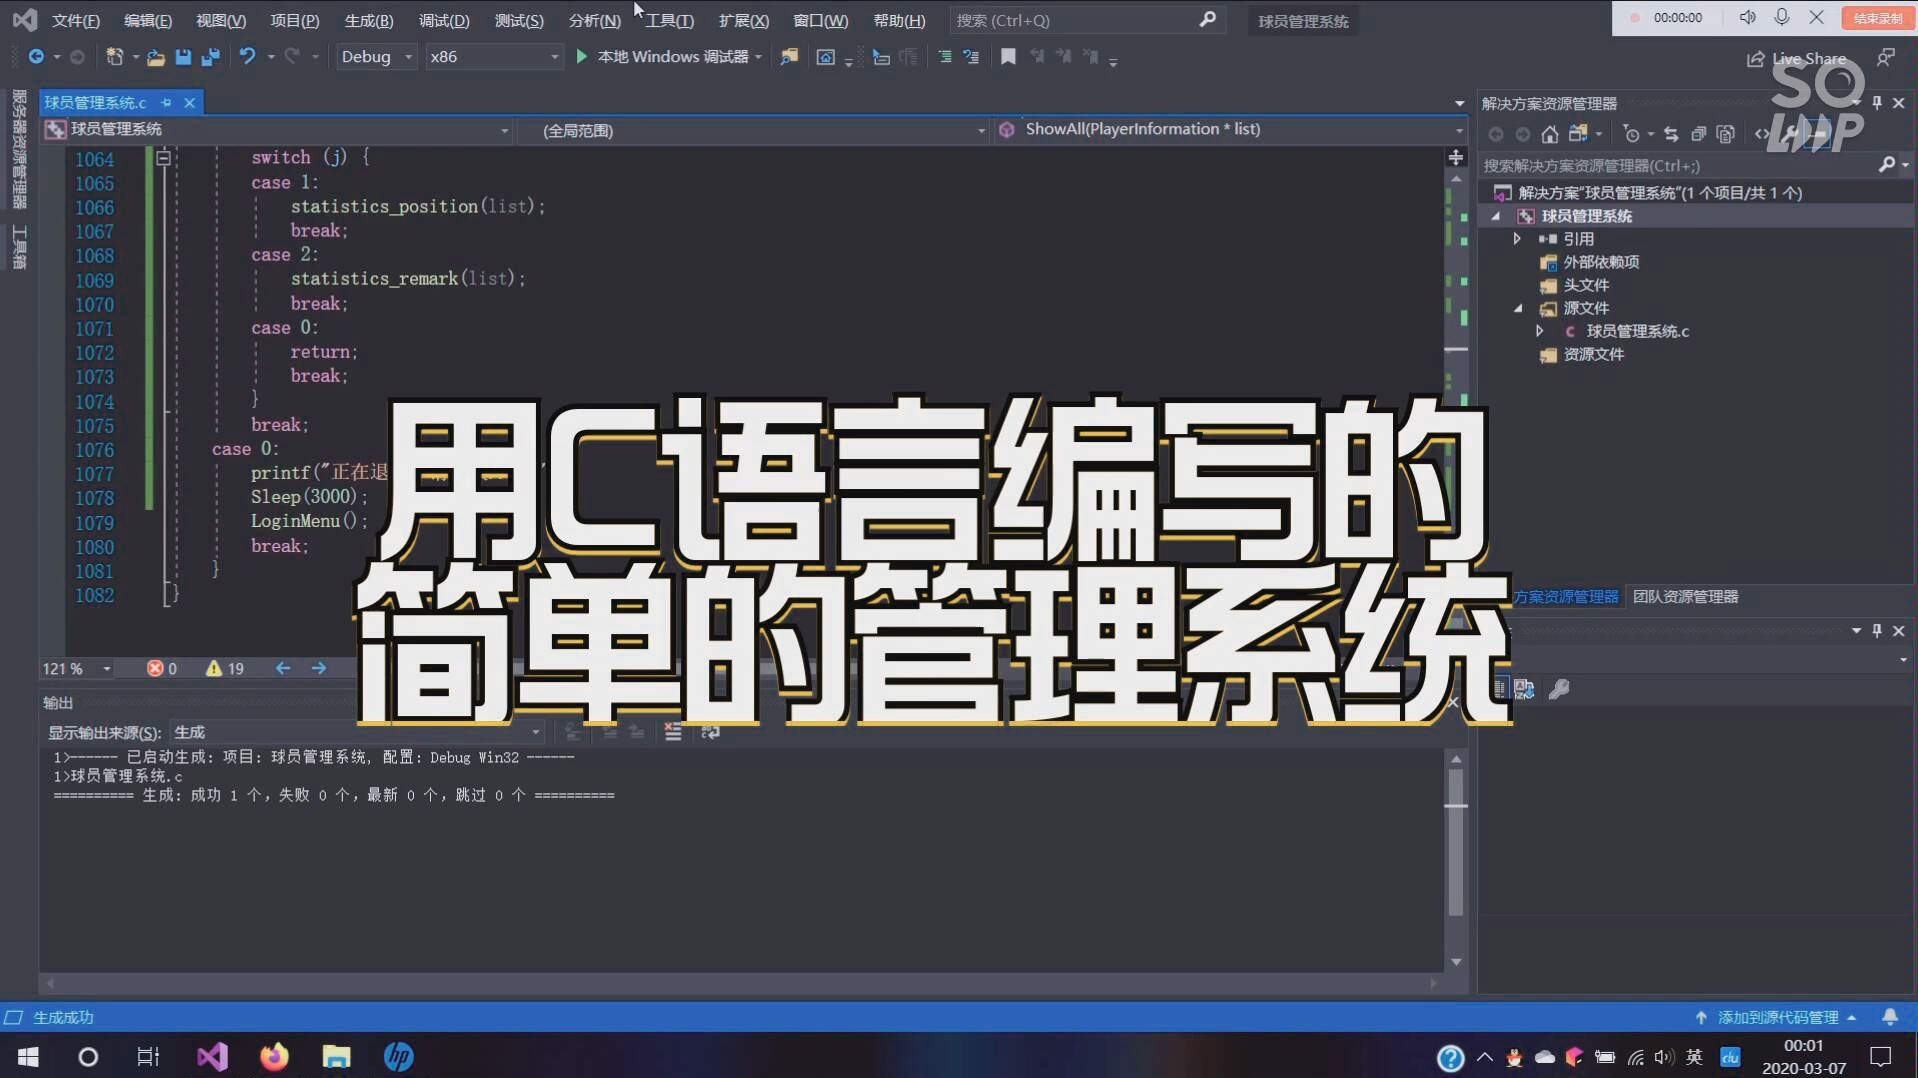 文件(F) 编辑(E) 视图(V) 项目(P) 生成(B) 调试(D) 测试(S) 分析(N) 工具(T) 扩展(X) 窗口(W) 帮助(H) 搜索 (Ctrl+Q) 球员管理系统 00:00:00 结束录制
Debug x86 本地 Windows 调试器 Live Share
SOLMP
服务器资源管理器
工具箱
球员管理系统.c
球员管理系统 (全局范围) ShowAll(PlayerInformation * list)
1064 switch (j) {
1065 case 1:
1066 statistics_position(list);
1067 break;
1068 case 2:
1069 statistics_remark(list);
1070 break;
1071 case 0:
1072 return;
1073 break;
1074 }
1075 break;
1076 case 0:
1077 printf("正在退
1078 Sleep(3000);
1079 LoginMenu();
1080 break;
1081 }
1082 }
用C语言编写的
简单的管理系统
121 % 0 19
解决方案资源管理器
搜索解决方案资源管理器(Ctrl+;)
解决方案"球员管理系统"(1 个项目/共 1 个)
球员管理系统
引用
外部依赖项
头文件
源文件
球员管理系统.c
资源文件
方案资源管理器 团队资源管理器
输出
显示输出来源(S): 生成
1>------ 已启动生成: 项目: 球员管理系统, 配置: Debug Win32 ------
1>球员管理系统.c
========== 生成: 成功 1 个，失败 0 个，最新 0 个，跳过 0 个 ==========
生成成功 添加到源代码管理
hp 英 du 00:01
2020-03-07